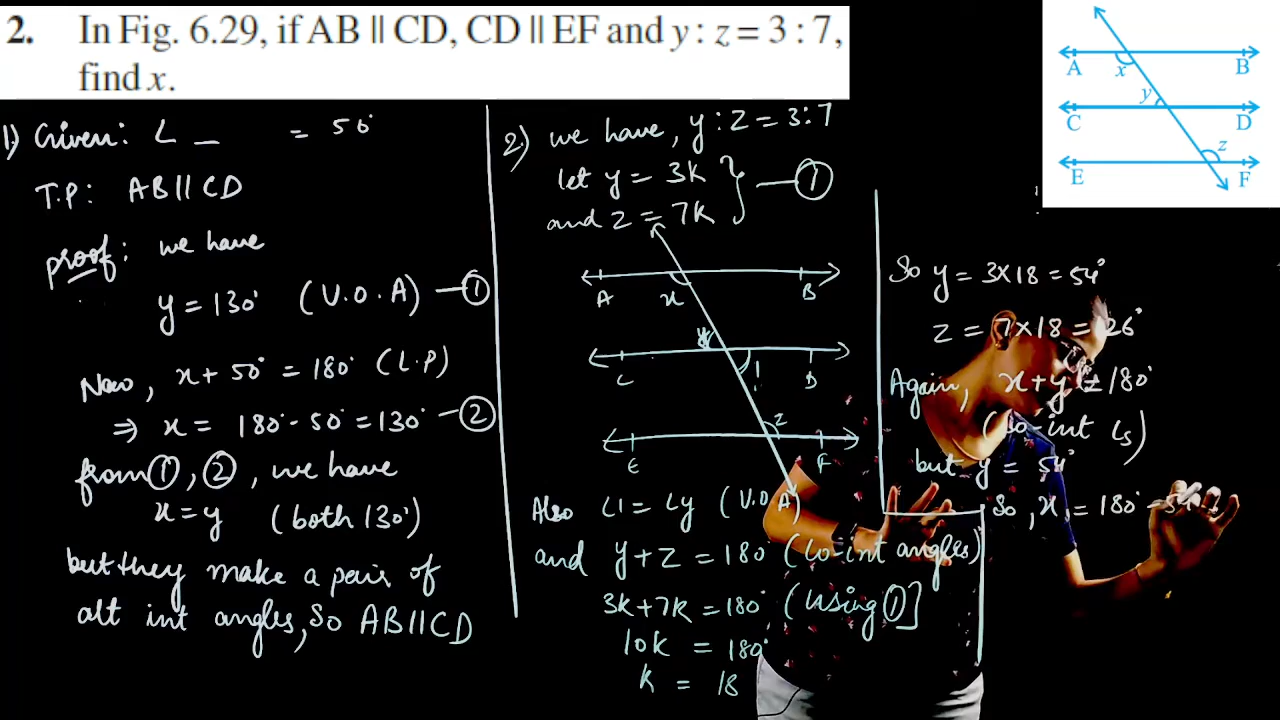 2. In Fig. 6.29, if AB || CD, CD || EF and y : z = 3 : 7,
find x.
A B
x
y
C D
z
E F
1) Given: ∠ _ = 50°
T.P: AB || CD
proof: we have
y = 130° (V.O.A) — ①
Now, x + 50° = 180° (L.P)
⇒ x = 180° - 50° = 130° — ②
from ①, ②, we have
x = y (both 130°)
but they make a pair of
alt int angles, So AB || CD
2) we have, y : z = 3 : 7
let y = 3k
and z = 7k } — ①
A x B
y
C 1 D
z
E F
Also ∠1 = ∠y (V.O.A)
and y + z = 180° (co-int angles)
3k + 7k = 180° (using ①]
10k = 180°
k = 18
So y = 3×18 = 54°
z = 7×18 = 126°
Again, x + y = 180°
(co-int ∠s)
but y = 54°
So, x = 180°